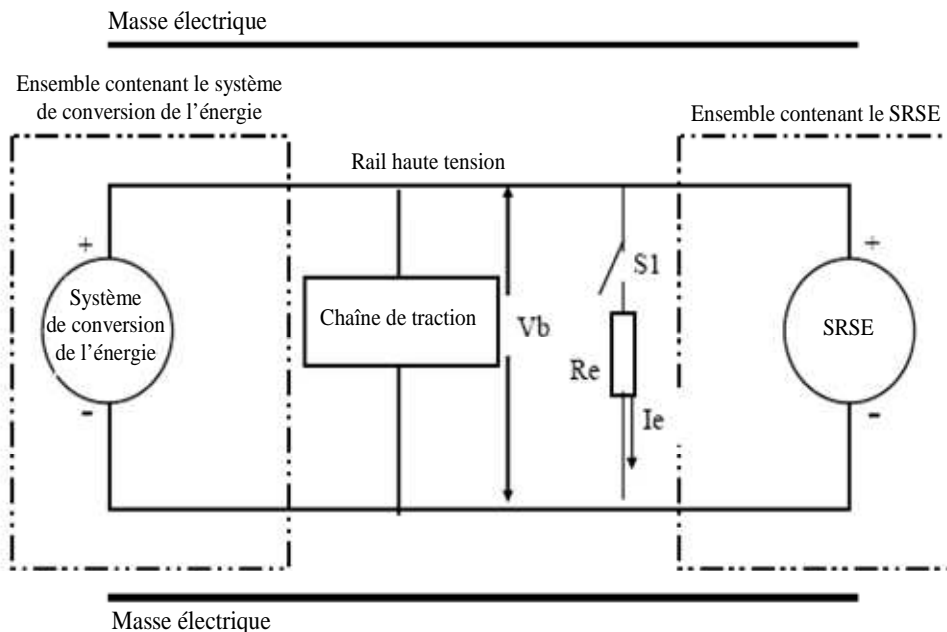 Masse électrique
Ensemble contenant le système
de conversion de l’énergie
Ensemble contenant le SRSE
Rail haute tension
+
+
S1
Système
de conversion
de l’énergie
Chaîne de traction
Vb
SRSE
Re
-
Ie
-
Masse électrique